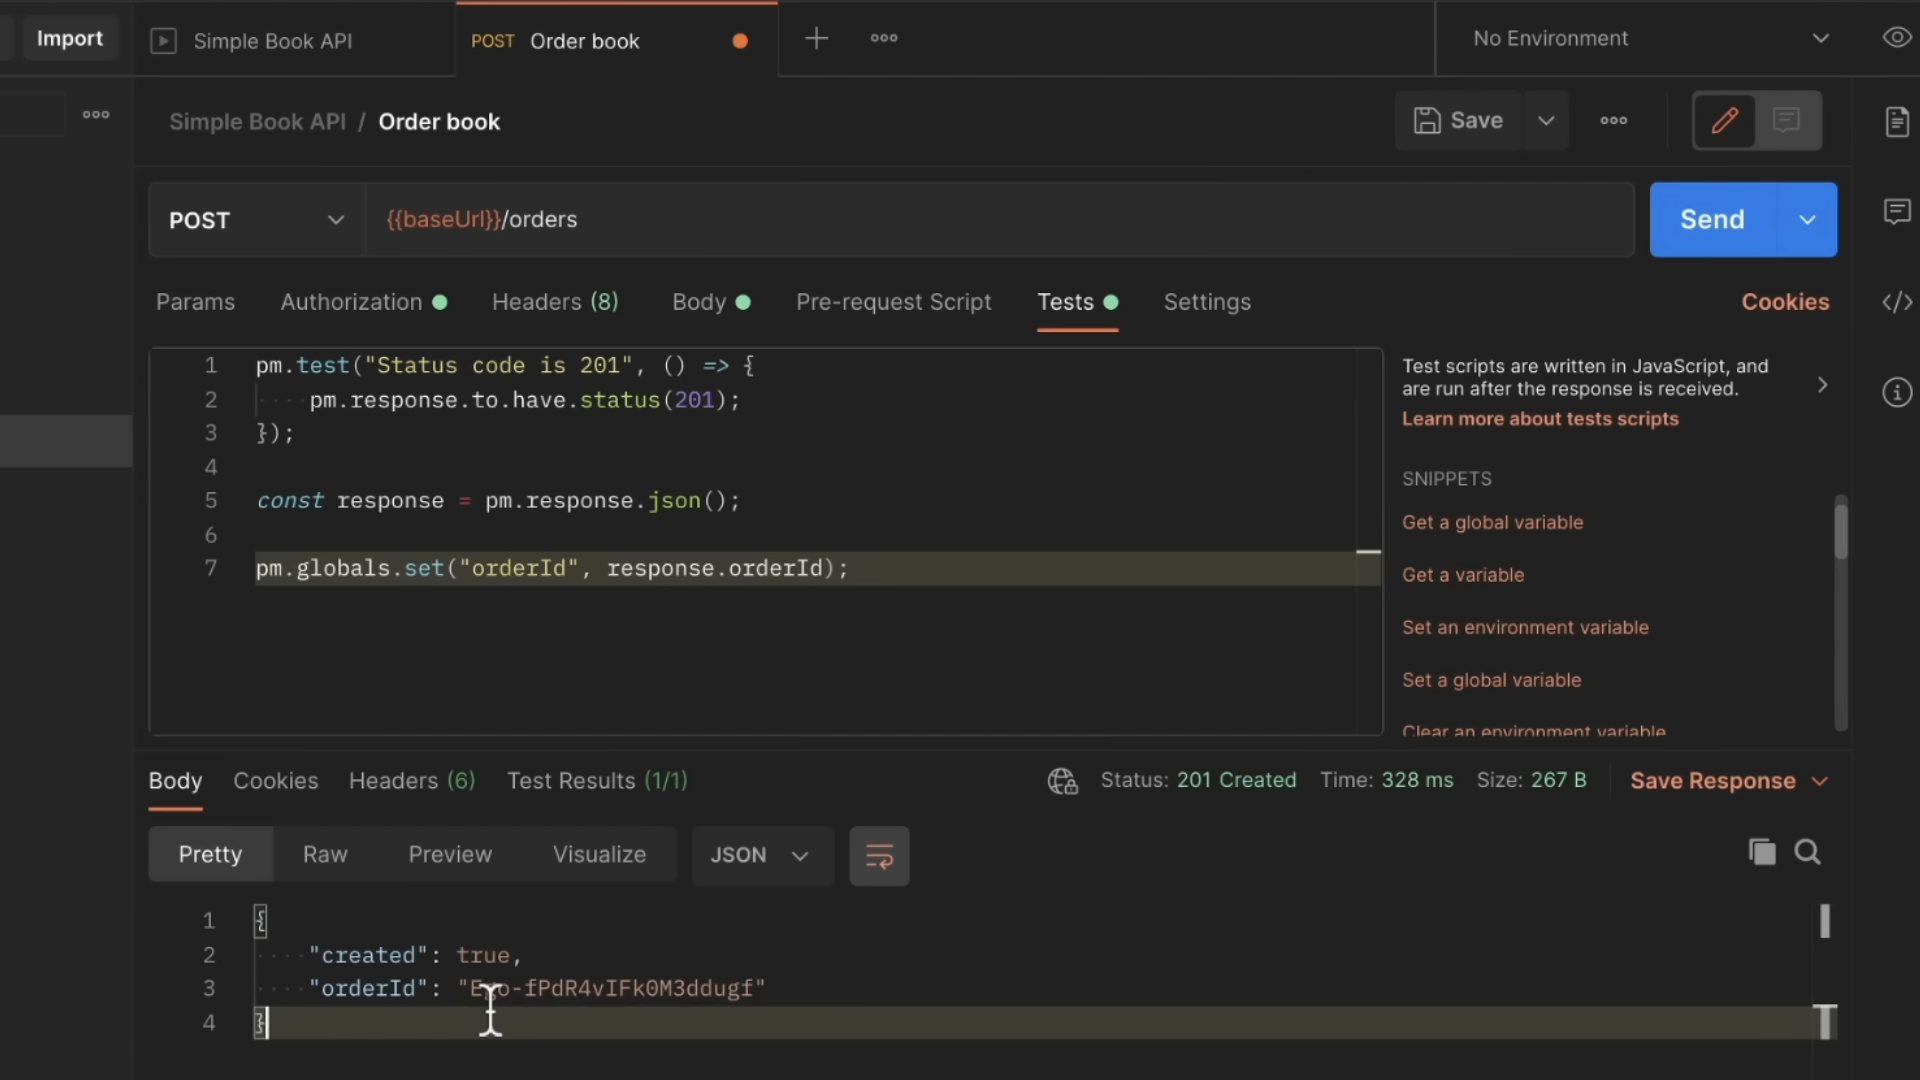 Import
Simple Book API
POST Order book
No Environment
Simple Book API / Order book
Save
POST
{{baseUrl}}/orders
Send
Params
Authorization
Headers (8)
Body
Pre-request Script
Tests
Settings
Cookies
1 pm.test("Status code is 201", () => {
2 pm.response.to.have.status(201);
3 });
4
5 const response = pm.response.json();
6
7 pm.globals.set("orderId", response.orderId);
Test scripts are written in JavaScript, and
are run after the response is received.
Learn more about tests scripts
SNIPPETS
Get a global variable
Get a variable
Set an environment variable
Set a global variable
Clear an environment variable
Body
Cookies
Headers (6)
Test Results (1/1)
Status: 201 Created
Time: 328 ms
Size: 267 B
Save Response
Pretty
Raw
Preview
Visualize
JSON
1 {
2 "created": true,
3 "orderId":
4 }